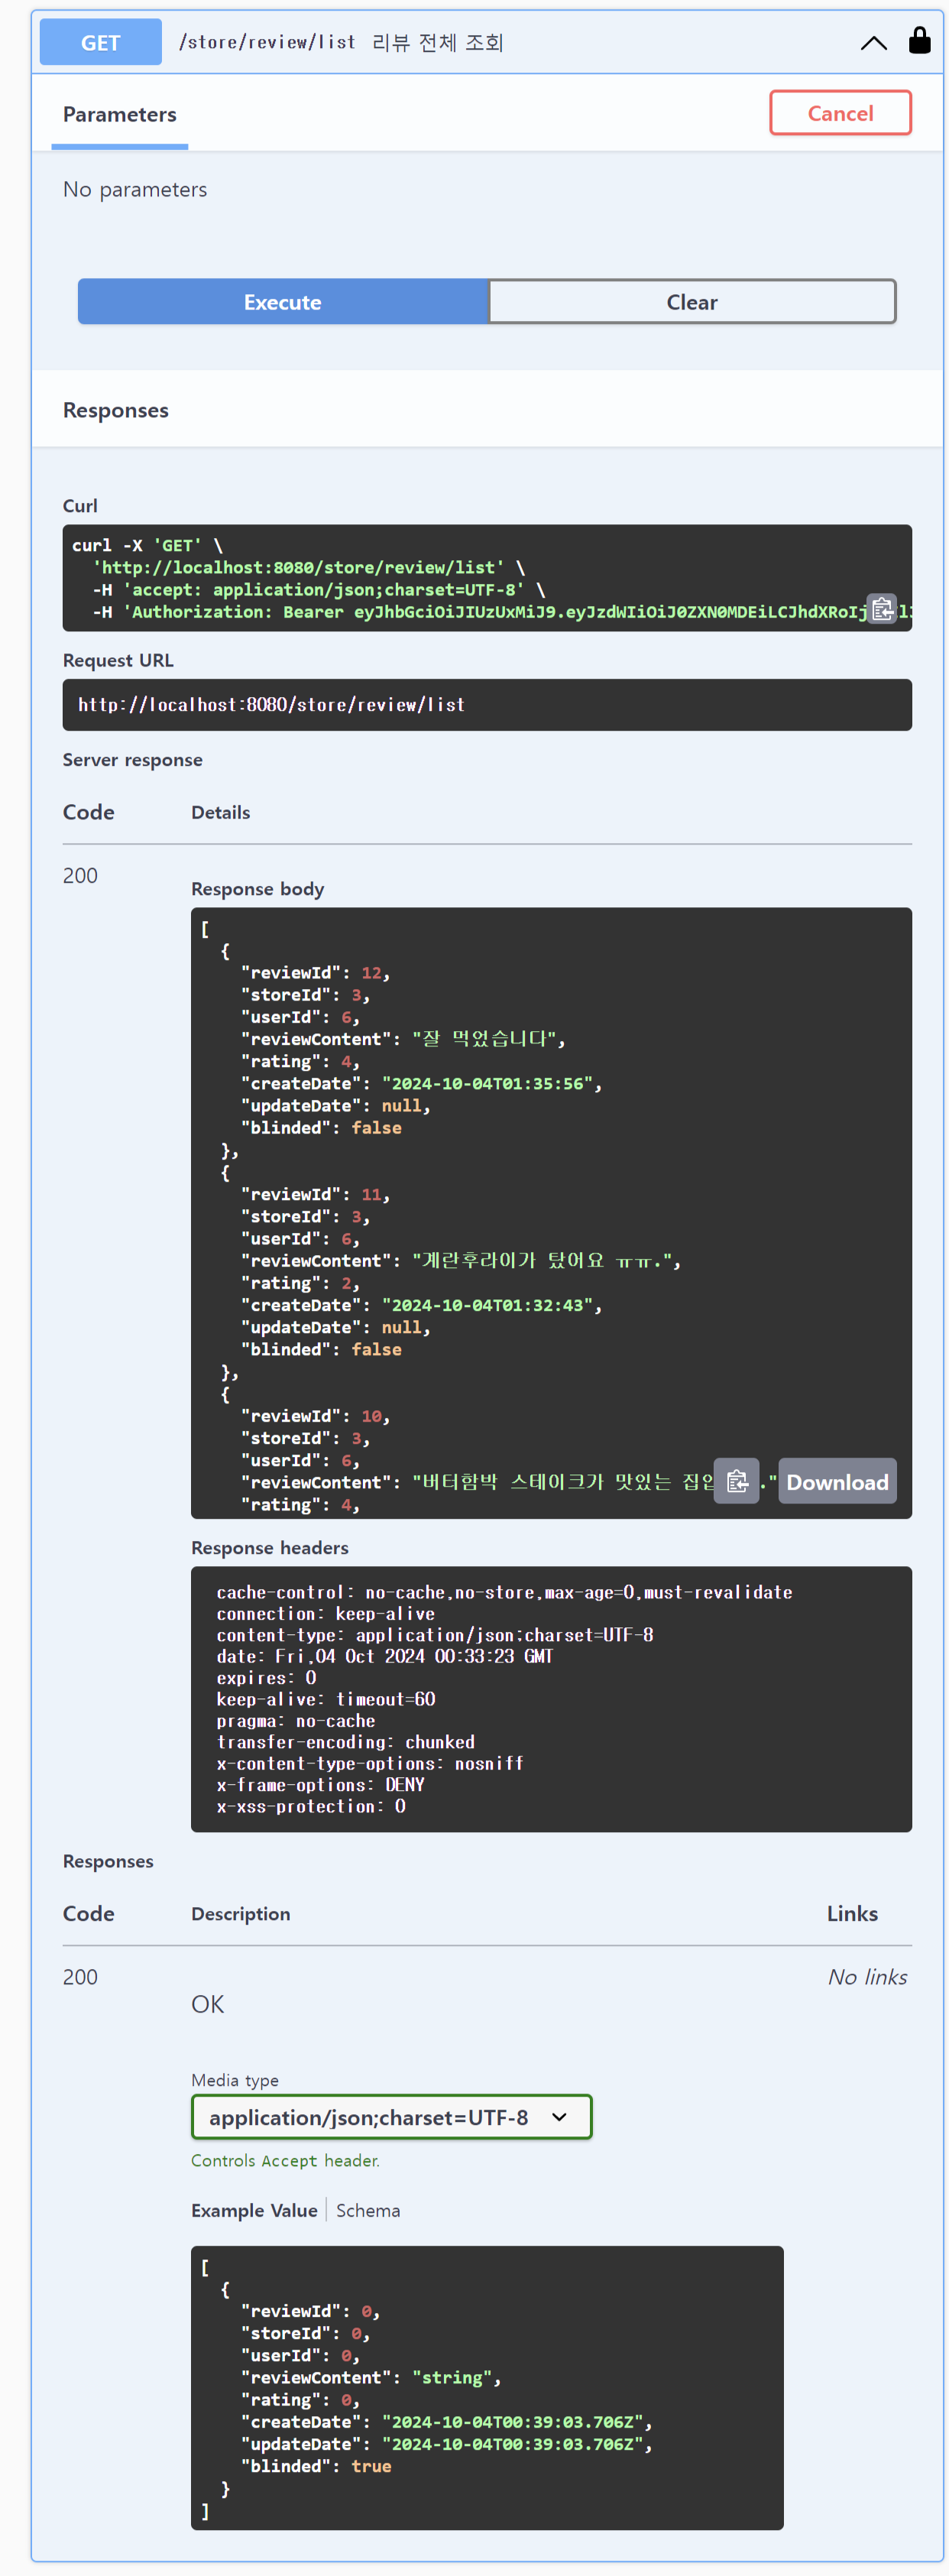 GET /store/review/list 리뷰 전체 조회
Parameters
Cancel
No parameters
Execute
Clear
Responses
Curl
curl -X 'GET' \
  'http://localhost:8080/store/review/list' \
  -H 'accept: application/json;charset=UTF-8' \
  -H 'Authorization: Bearer eyJhbGciOiJIUzUxMiJ9.eyJzdWIiOiJ0ZXN0MDEiLCJhdXRoIj
Request URL
http://localhost:8080/store/review/list
Server response
Code Details
200
Response body
[
  {
    "reviewId": 12,
    "storeId": 3,
    "userId": 6,
    "reviewContent": "잘 먹었습니다",
    "rating": 4,
    "createDate": "2024-10-04T01:35:56",
    "updateDate": null,
    "blinded": false
  },
  {
    "reviewId": 11,
    "storeId": 3,
    "userId": 6,
    "reviewContent": "계란후라이가 탔어요 ㅠㅠ.",
    "rating": 2,
    "createDate": "2024-10-04T01:32:43",
    "updateDate": null,
    "blinded": false
  },
  {
    "reviewId": 10,
    "storeId": 3,
    "userId": 6,
    "reviewContent": "버터함박 스테이크가 맛있는 집 ."
Download
    "rating": 4,
Response headers
cache-control: no-cache,no-store,max-age=0,must-revalidate
connection: keep-alive
content-type: application/json;charset=UTF-8
date: Fri,04 Oct 2024 00:33:23 GMT
expires: 0
keep-alive: timeout=60
pragma: no-cache
transfer-encoding: chunked
x-content-type-options: nosniff
x-frame-options: DENY
x-xss-protection: 0
Responses
Code Description Links
200
No links
OK
Media type
application/json;charset=UTF-8
Controls Accept header.
Example Value Schema
[
  {
    "reviewId": 0,
    "storeId": 0,
    "userId": 0,
    "reviewContent": "string",
    "rating": 0,
    "createDate": "2024-10-04T00:39:03.706Z",
    "updateDate": "2024-10-04T00:39:03.706Z",
    "blinded": true
  }
]